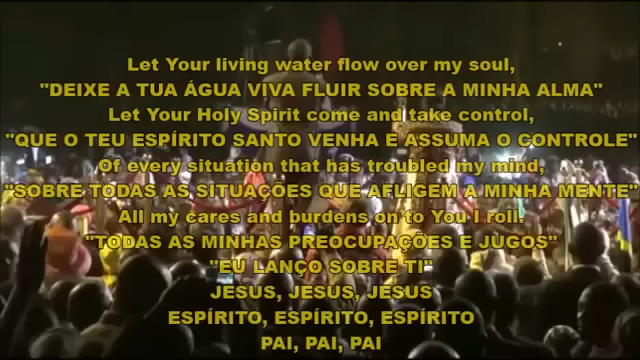 Let Your living water flow over my soul,
"DEIXE A TUA ÁGUA VIVA FLUIR SOBRE A MINHA ALMA"
Let Your Holy Spirit come and take control,
"QUE O TEU ESPÍRITO SANTO VENHA E ASSUMA O CONTROLE"
Of every situation that has troubled my mind,
"SOBRE TODAS AS SITUAÇÕES QUE AFLIGEM A MINHA MENTE"
All my cares and burdens on to You I roll.
"TODAS AS MINHAS PREOCUPAÇÕES E JUGOS"
"EU LANÇO SOBRE TI"
JESUS, JESUS, JESUS
ESPÍRITO, ESPÍRITO, ESPÍRITO
PAI, PAI, PAI